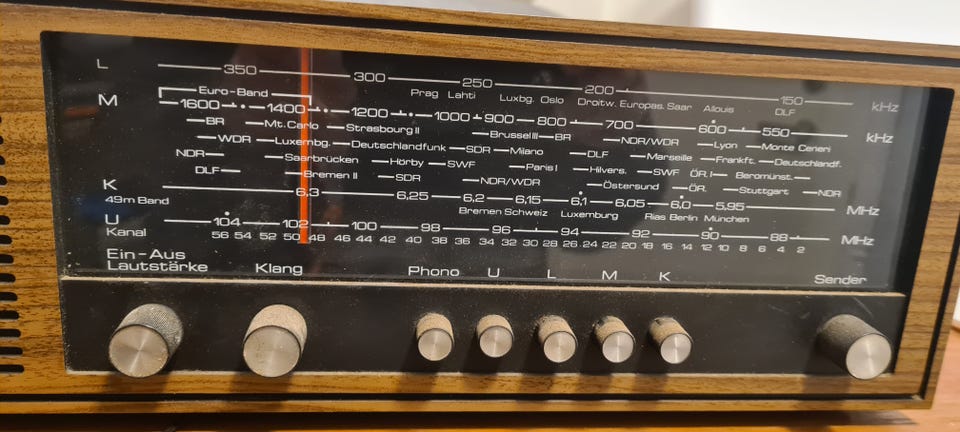 L 350 300 250 200 150 kHz
Prag Lahti Luxbg. Oslo Droitw. Europas. Saar Allouis DLF
Euro-Band
M 1600 1400 1200 1000 900 800 700 600 550 kHz
BR Mt. Carlo Strasbourg II Brussel III BR NDR/WDR Lyon Monte Ceneri
WDR Luxembg. Deutschlandfunk SDR Milano DLF Marseille Frankft. Deutschlandf.
NDR Saarbrücken Hörby SWF Paris I Hilvers. SWF ÖR.I Beromünst.
DLF Bremen II SDR NDR/WDR Östersund ÖR. Stuttgart NDR
K 6,3 6,25 6,2 6,15 6,1 6,05 6,0 5,95 MHz
49m Band Bremen Schweiz Luxemburg Rias Berlin München
U 104 102 100 98 96 94 92 90 88 MHz
Kanal 56 54 52 50 48 46 44 42 40 38 36 34 32 30 28 26 24 22 20 18 16 14 12 10 8 6 4 2
Ein-Aus
Lautstärke Klang Phono U L M K Sender